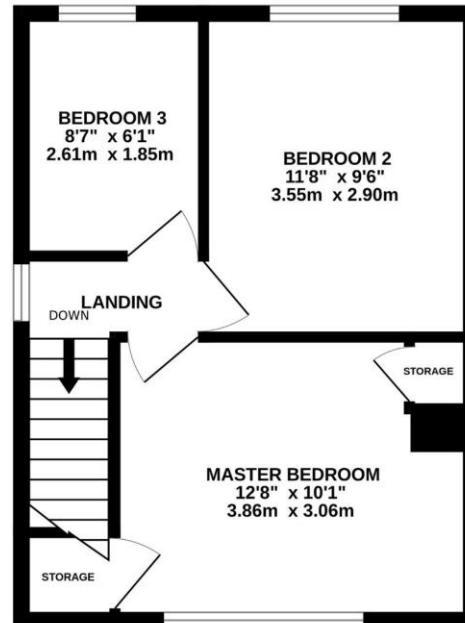 BEDROOM 3
8'7" x 6'1"
2.61m x 1.85m
BEDROOM 2
11'8" x 9'6"
3.55m x 2.90m
LANDING
DOWN
STORAGE
MASTER BEDROOM
12'8" x 10'1"
3.86m x 3.06m
STORAGE